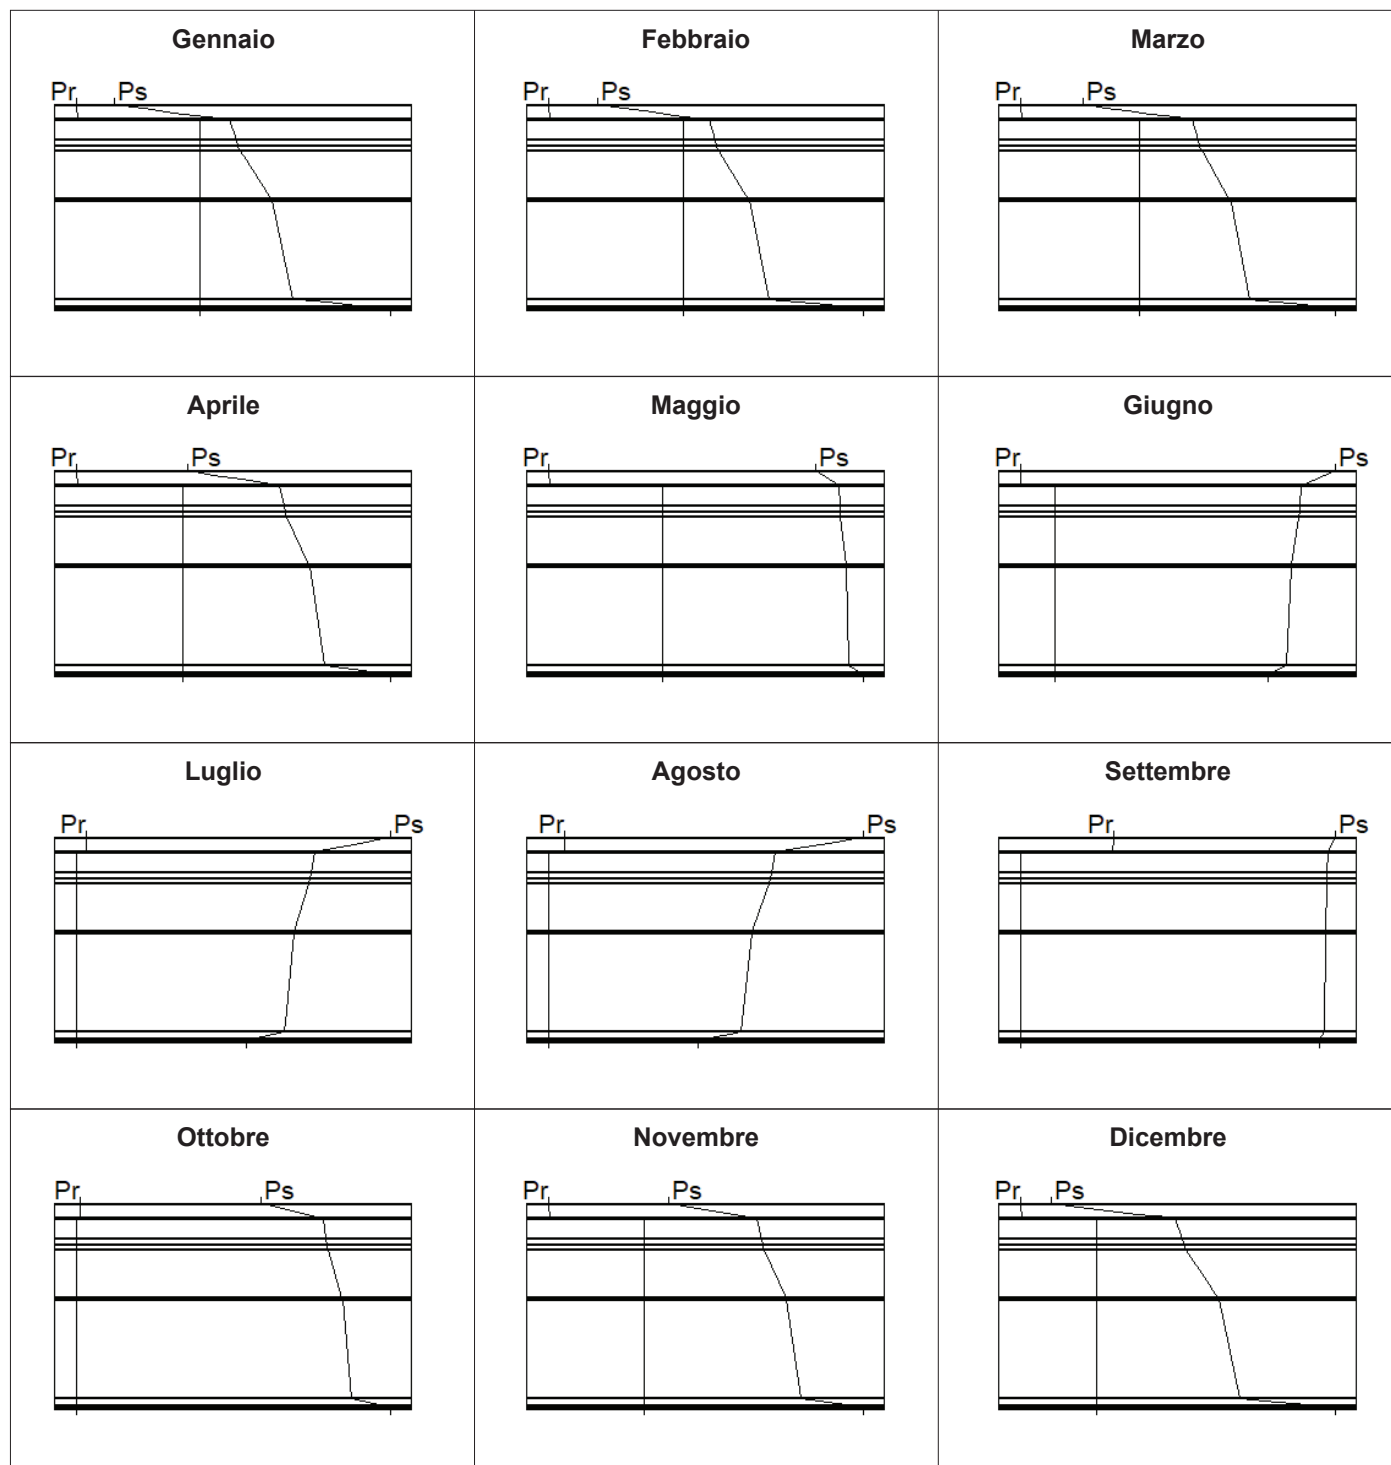 Gennaio
Febbraio
Marzo
Pr Ps
Pr Ps
Pr Ps
Aprile
Maggio
Giugno
Pr Ps
Pr Ps
Pr Ps
Luglio
Agosto
Settembre
Pr Ps
Pr Ps
Pr Ps
Ottobre
Novembre
Dicembre
Pr Ps
Pr Ps
Pr Ps